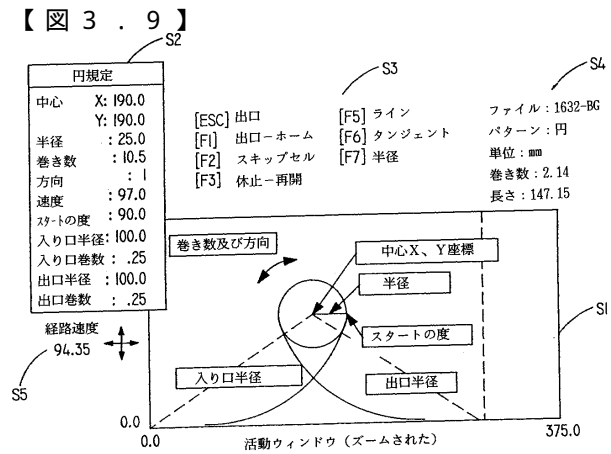 【図3.9】
S2
円規定
中心 X: 190.0
Y: 190.0
半径 : 25.0
巻き数 : 10.5
方向 : 1
速度 : 97.0
スタートの度 : 90.0
入り口半径: 100.0
入り口巻数 : .25
出口半径 : 100.0
出口巻数 : .25
S3
[ESC] 出口
[F1] 出口-ホーム
[F2] スキップセル
[F3] 休止-再開
[F5] ライン
[F6] タンジェント
[F7] 半径
S4
ファイル:1632-BG
パターン:円
単位:mm
巻き数:2.14
長さ:147.15
巻き数及び方向
中心X、Y座標
半径
スタートの度
入り口半径
出口半径
S1
経路速度
94.35
S5
0.0
0.0
375.0
活動ウィンドウ(ズームされた)